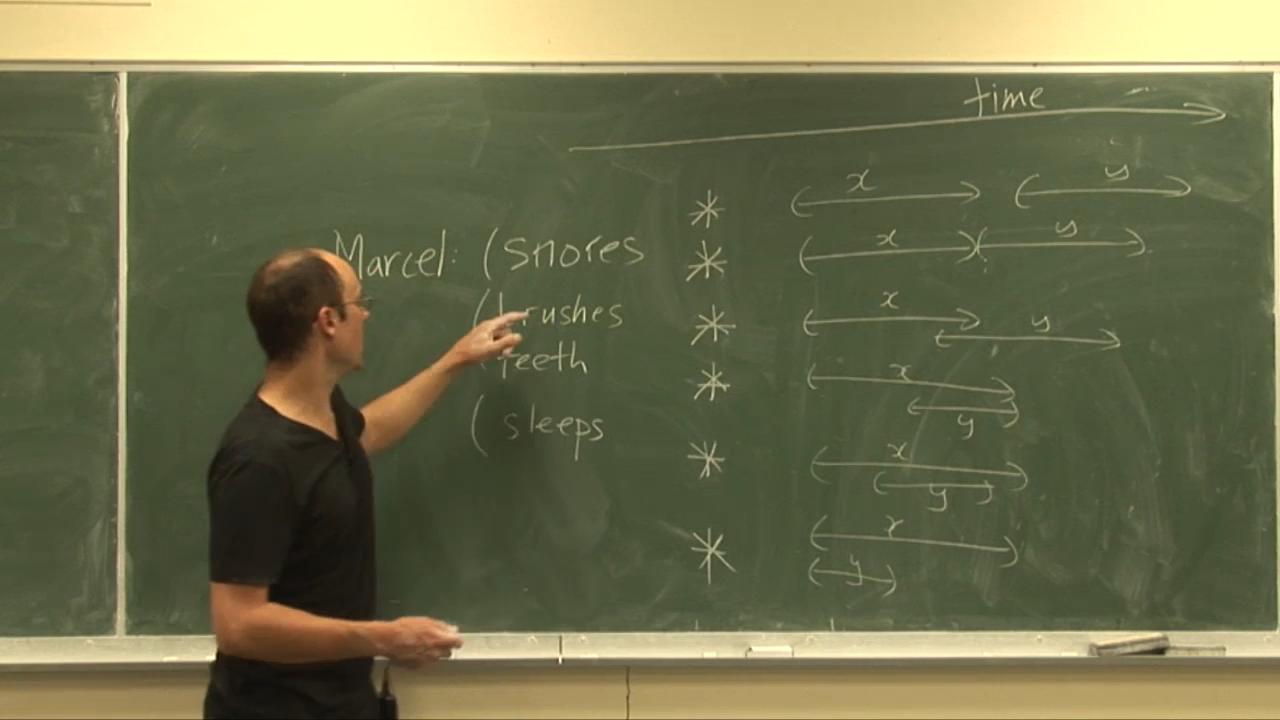 time
x y
Marcel: (snores * x y
*
(brushes * x y
teeth * x y
(sleeps * x y
* x y